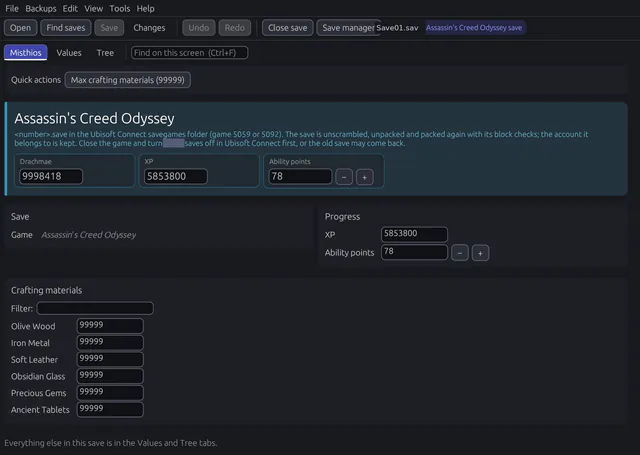 File Backups Edit View Tools Help
Open Find saves Save Changes Undo Redo Close save Save manager Save01.sav Assassin's Creed Odyssey save
Misthios Values Tree Find on this screen (Ctrl+F)
Quick actions Max crafting materials (99999)
Assassin's Creed Odyssey
<number>.save in the Ubisoft Connect savegames folder (game 5059 or 5092). The save is unscrambled, unpacked and packed again with its block checks; the account it
belongs to is kept. Close the game and turn saves off in Ubisoft Connect first, or the old save may come back.
Drachmae XP Ability points
9998418 5853800 78 − +
Save Progress
Game Assassin's Creed Odyssey XP 5853800
Ability points 78 − +
Crafting materials
Filter:
Olive Wood 99999
Iron Metal 99999
Soft Leather 99999
Obsidian Glass 99999
Precious Gems 99999
Ancient Tablets 99999
Everything else in this save is in the Values and Tree tabs.